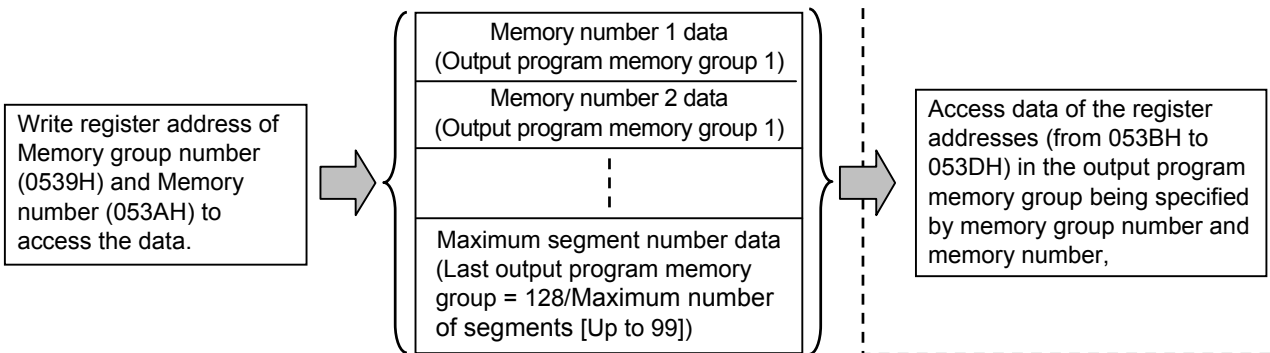 Write register address of
Memory group number
(0539H) and Memory
number (053AH) to
access the data.
Memory number 1 data
(Output program memory group 1)
Memory number 2 data
(Output program memory group 1)
Maximum segment number data
(Last output program memory
group = 128/Maximum number
of segments [Up to 99])
Access data of the register
addresses (from 053BH to
053DH) in the output program
memory group being specified
by memory group number and
memory number,